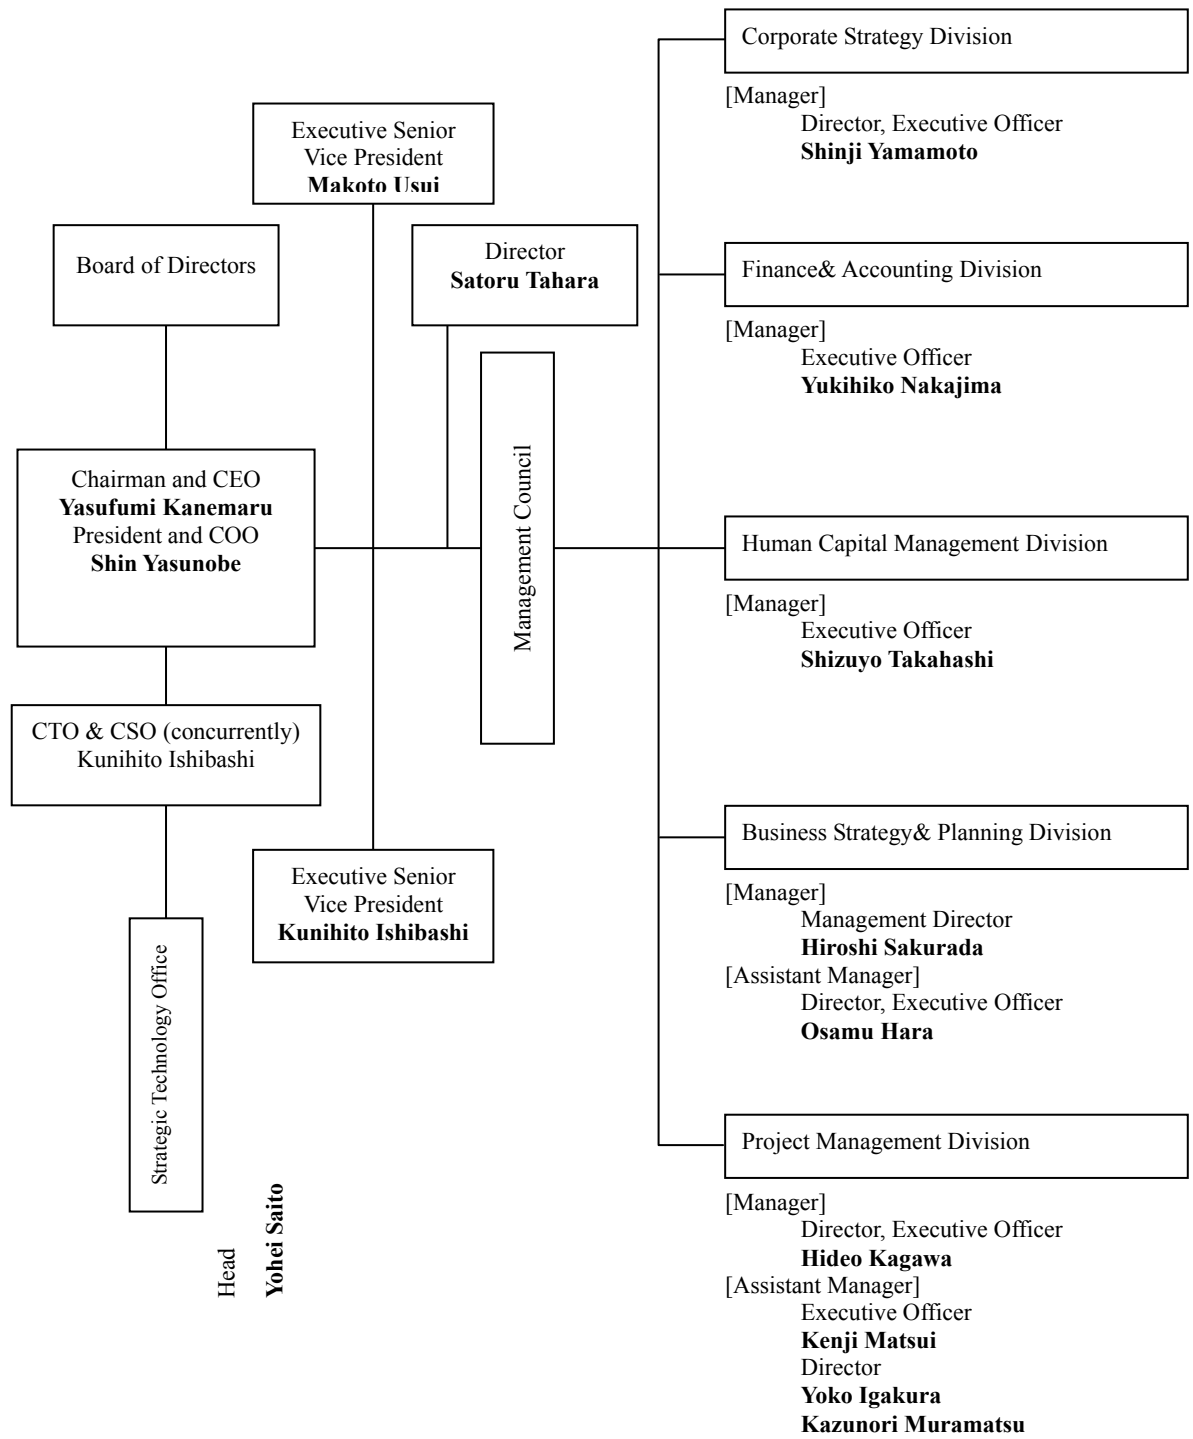 Board of Directors
Chairman and CEO
Yasufumi Kanemaru
President and COO
Shin Yasunobe
CTO & CSO (concurrently)
Kunihito Ishibashi
Strategic Technology Office
Head
Yohei Saito
Executive Senior
Vice President
Makoto Usui
Director
Satoru Tahara
Executive Senior
Vice President
Kunihito Ishibashi
Management Council
Corporate Strategy Division
[Manager]
Director, Executive Officer
Shinji Yamamoto
Finance& Accounting Division
[Manager]
Executive Officer
Yukihiko Nakajima
Human Capital Management Division
[Manager]
Executive Officer
Shizuyo Takahashi
Business Strategy& Planning Division
[Manager]
Management Director
Hiroshi Sakurada
[Assistant Manager]
Director, Executive Officer
Osamu Hara
Project Management Division
[Manager]
Director, Executive Officer
Hideo Kagawa
[Assistant Manager]
Executive Officer
Kenji Matsui
Director
Yoko Igakura
Kazunori Muramatsu